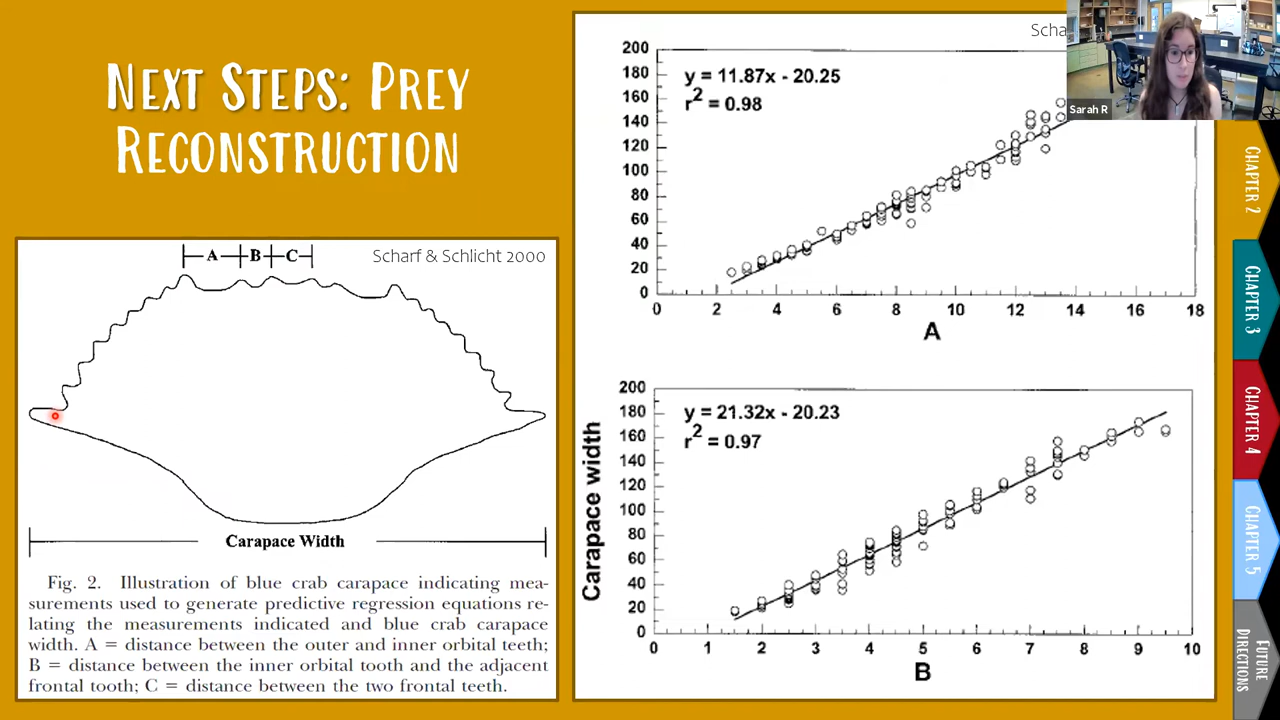 NEXT STEPS: PREY
RECONSTRUCTION
A B C
Scharf & Schlicht 2000
Carapace Width
Fig. 2. Illustration of blue crab carapace indicating mea-
surements used to generate predictive regression equations re-
lating the measurements indicated and blue crab carapace
width. A = distance between the outer and inner orbital teeth;
B = distance between the inner orbital tooth and the adjacent
frontal tooth; C = distance between the two frontal teeth.
y = 11.87x - 20.25
r2 = 0.98
200
180
160
140
120
100
80
60
40
20
0
0 2 4 6 8 10 12 14 16 18
A
y = 21.32x - 20.23
r2 = 0.97
Carapace width
200
180
160
140
120
100
80
60
40
20
0
0 1 2 3 4 5 6 7 8 9 10
B
Sarah R
CHAPTER 2
CHAPTER 3
CHAPTER 4
CHAPTER 5
FUTURE
DIRECTIONS